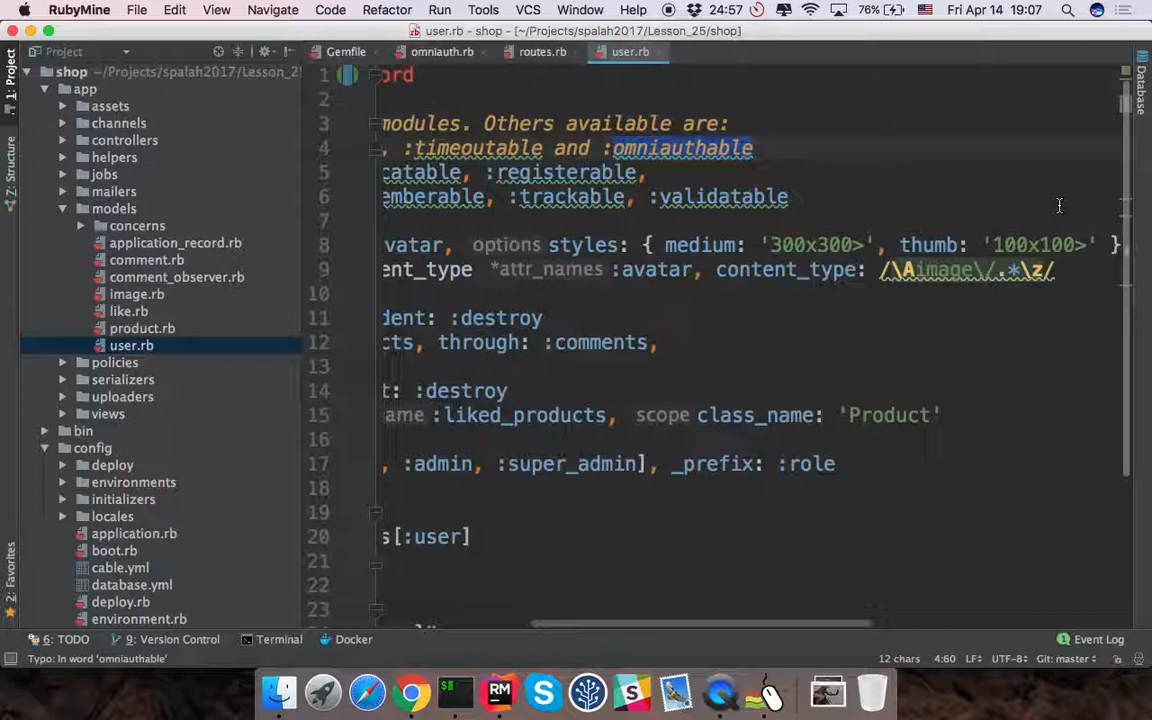 RubyMine File Edit View Navigate Code Refactor Run Tools VCS Window Help 24:57 76% Fri Apr 14 19:07
user.rb - shop - [~/Projects/spalah2017/Lesson_25/shop]
Project Gemfile omniauth.rb routes.rb user.rb
1: Project
Z: Structure
2: Favorites
Database
shop ~/Projects/spalah2017/Lesson_2
app
assets
channels
controllers
helpers
jobs
mailers
models
concerns
application_record.rb
comment.rb
comment_observer.rb
image.rb
like.rb
product.rb
user.rb
policies
serializers
uploaders
views
bin
config
deploy
environments
initializers
locales
application.rb
boot.rb
cable.yml
database.yml
deploy.rb
environment.rb
1 ord
2
3 modules. Others available are:
4 , :timeoutable and :omniauthable
5 catable, :registerable,
6 emberable, :trackable, :validatable
7
8 vatar, options styles: { medium: '300x300>', thumb: '100x100>' }
9 ent_type *attr_names :avatar, content_type: /\Aimage\/.*\z/
10
11 dent: :destroy
12 cts, through: :comments,
13
14 t: :destroy
15 ame :liked_products, scope class_name: 'Product'
16
17 , :admin, :super_admin], _prefix: :role
18
19
20 s[:user]
21
22
23
6: TODO 9: Version Control Terminal Docker Event Log
Typo: In word 'omniauthable' 12 chars 4:60 LF UTF-8 Git: master